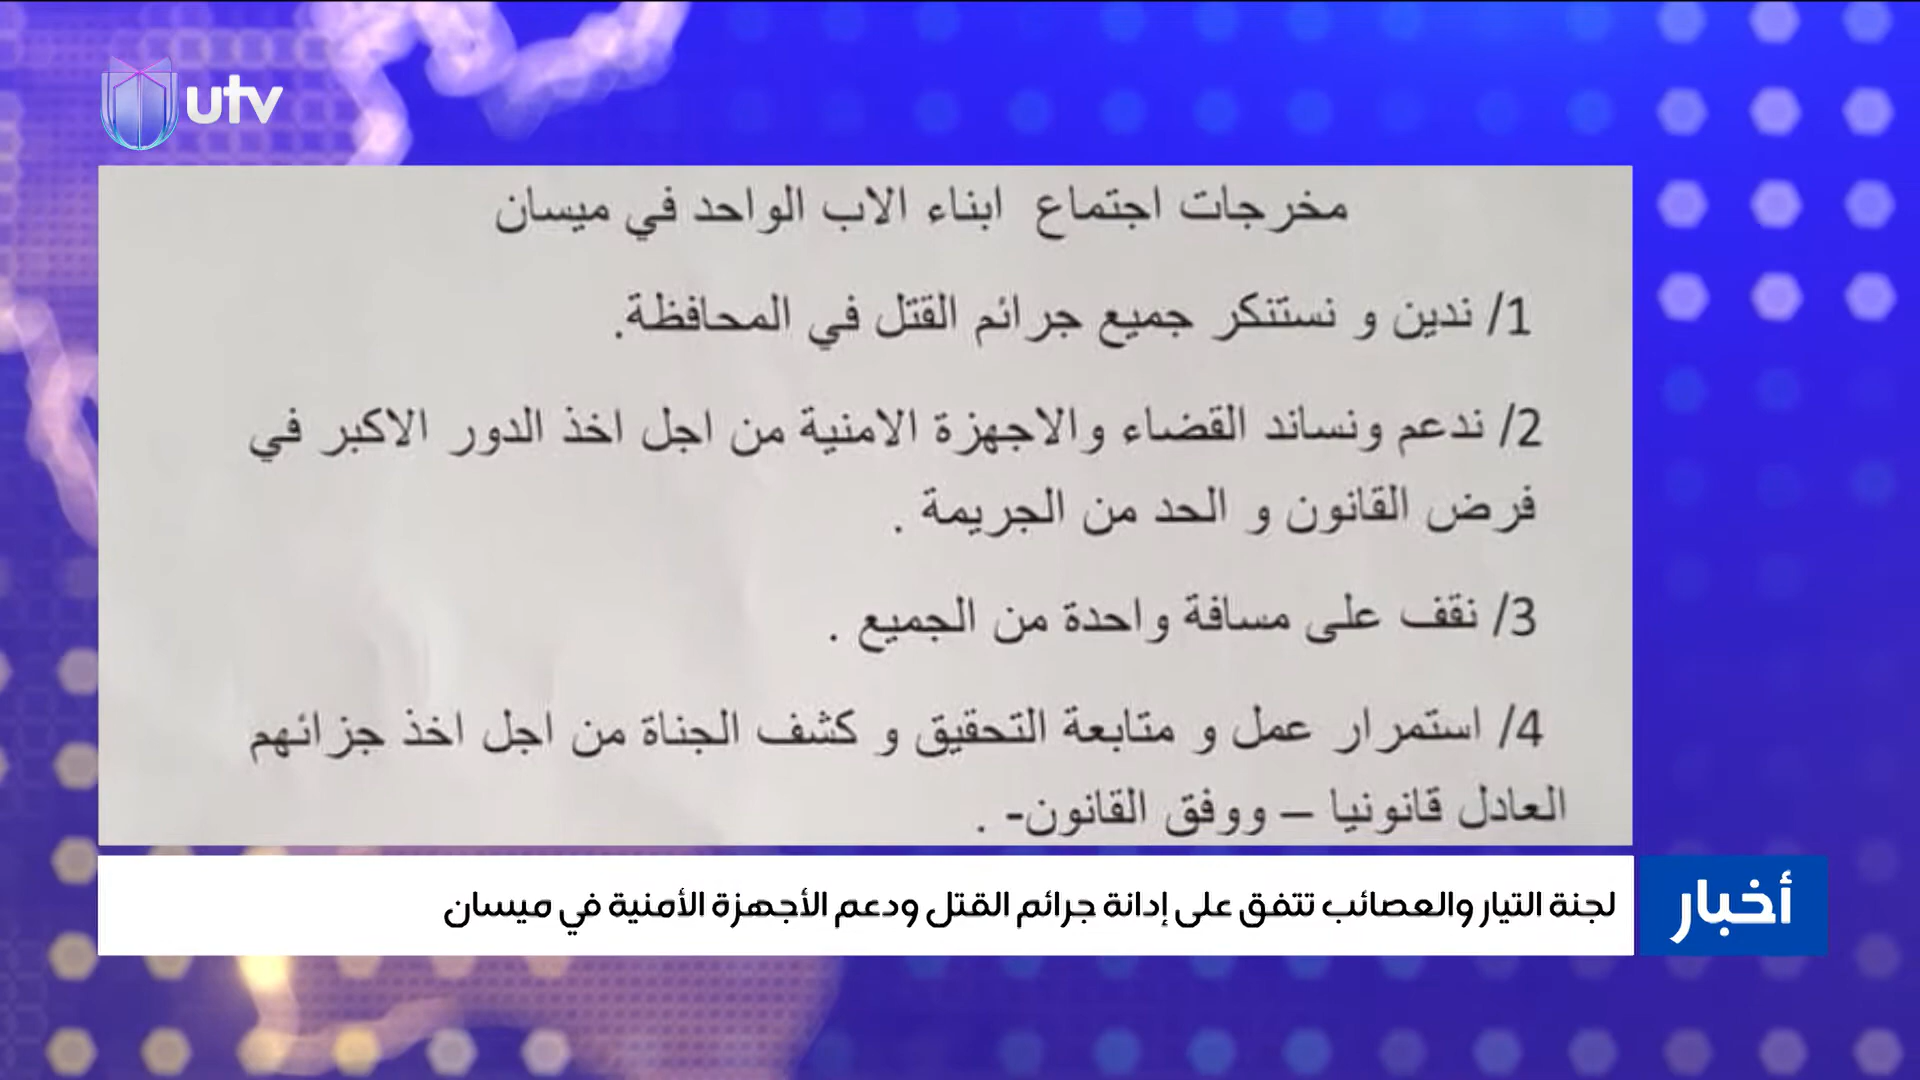 utv
مخرجات اجتماع ابناء الاب الواحد في ميسان
1/ ندين و نستنكر جميع جرائم القتل في المحافظة.
2/ ندعم ونساند القضاء والاجهزة الامنية من اجل اخذ الدور الاكبر في
فرض القانون و الحد من الجريمة .
3/ نقف على مسافة واحدة من الجميع .
4/ استمرار عمل و متابعة التحقيق و كشف الجناة من اجل اخذ جزائهم
العادل قانونيا – ووفق القانون- .
أخبار
لجنة التيار والعصائب تتفق على إدانة جرائم القتل ودعم الأجهزة الأمنية في ميسان